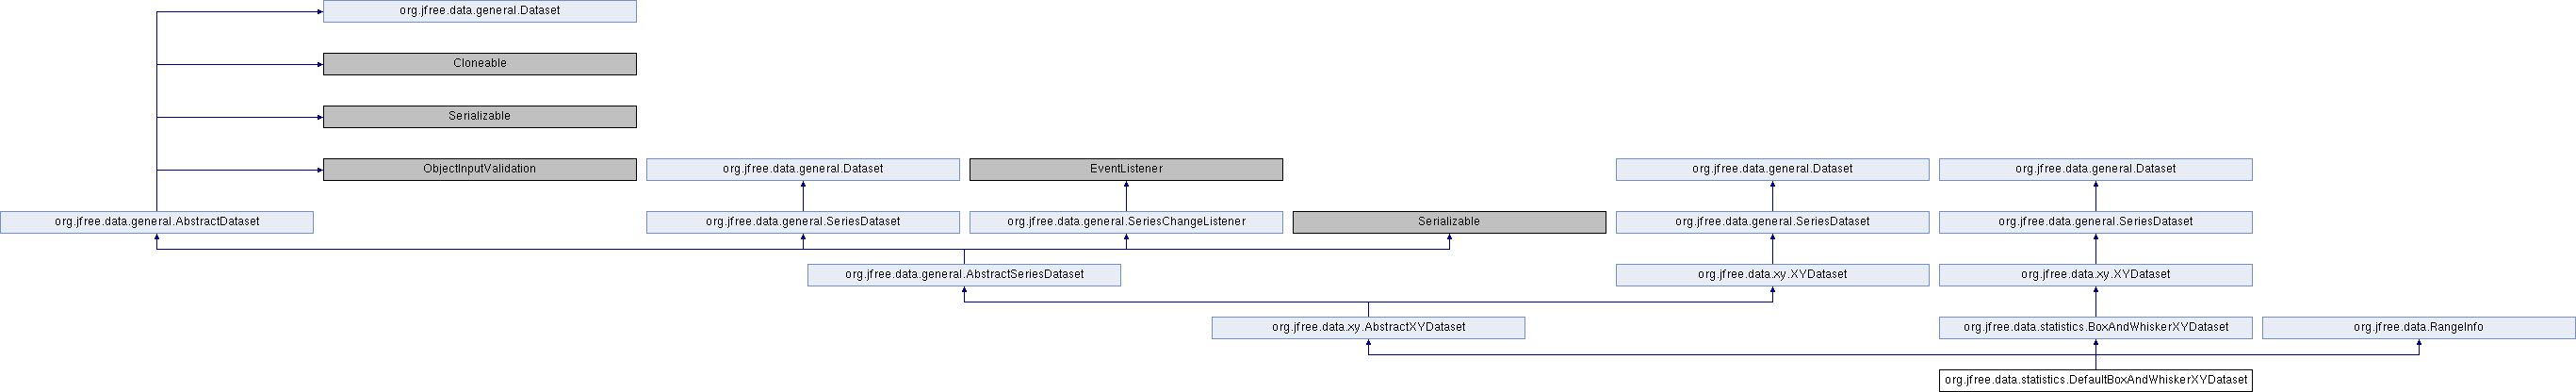 org.jfree.data.general.Dataset
Cloneable
Serializable
ObjectInputValidation
org.jfree.data.general.Dataset
EventListener
org.jfree.data.general.Dataset
org.jfree.data.general.Dataset
org.jfree.data.general.AbstractDataset
org.jfree.data.general.SeriesDataset
org.jfree.data.general.SeriesChangeListener
Serializable
org.jfree.data.general.SeriesDataset
org.jfree.data.general.SeriesDataset
org.jfree.data.general.AbstractSeriesDataset
org.jfree.data.xy.XYDataset
org.jfree.data.xy.XYDataset
org.jfree.data.xy.AbstractXYDataset
org.jfree.data.statistics.BoxAndWhiskerXYDataset
org.jfree.data.RangeInfo
org.jfree.data.statistics.DefaultBoxAndWhiskerXYDataset